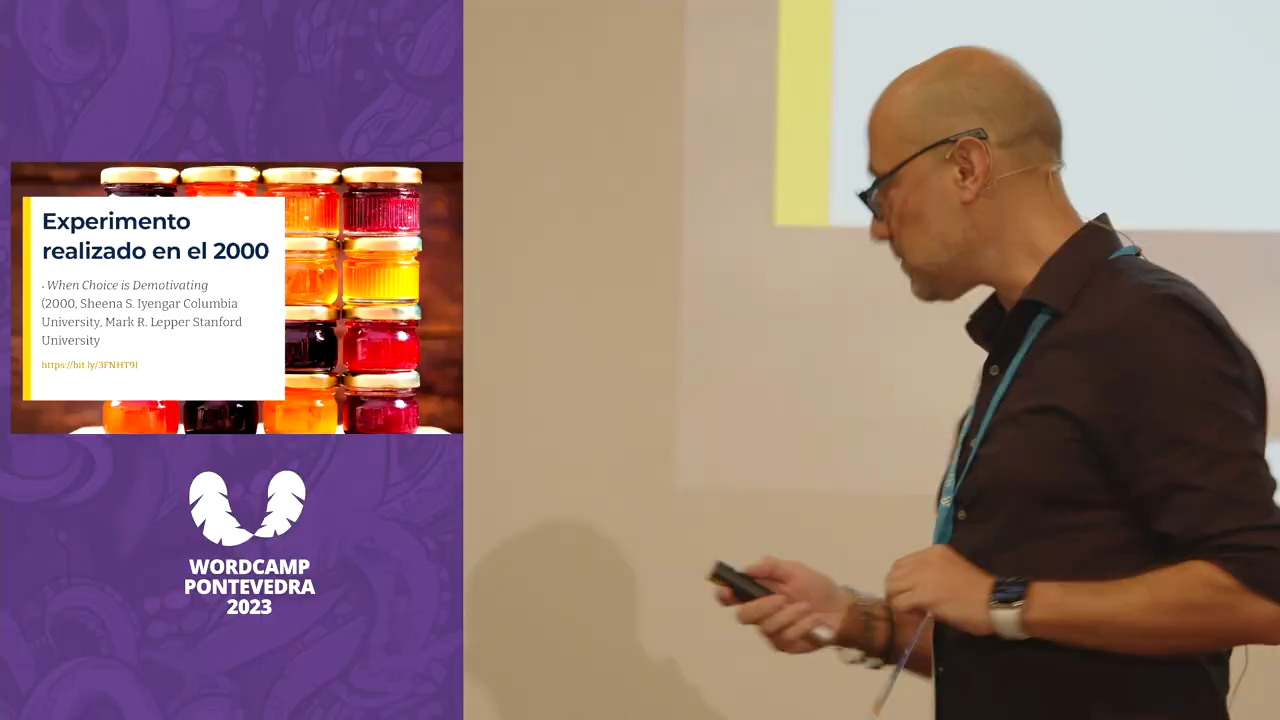 Experimento
realizado en el 2000
. When Choice is Demotivating
(2000, Sheena S. Iyengar Columbia
University, Mark R. Lepper Stanford
University
https://bit.ly/3FNHT9I
WORDCAMP
PONTEVEDRA
2023